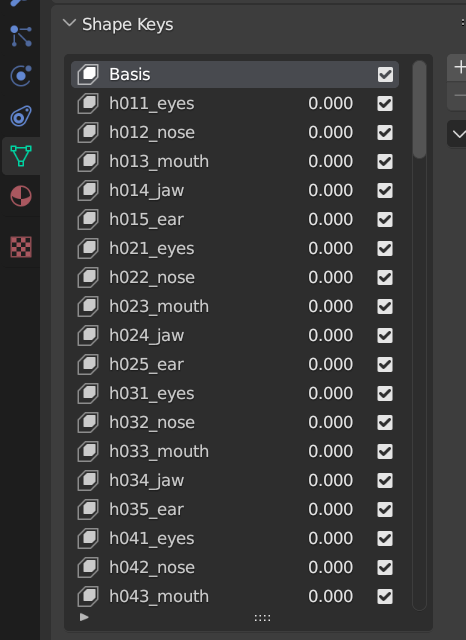 Shape Keys
Basis
h011_eyes 0.000
h012_nose 0.000
h013_mouth 0.000
h014_jaw 0.000
h015_ear 0.000
h021_eyes 0.000
h022_nose 0.000
h023_mouth 0.000
h024_jaw 0.000
h025_ear 0.000
h031_eyes 0.000
h032_nose 0.000
h033_mouth 0.000
h034_jaw 0.000
h035_ear 0.000
h041_eyes 0.000
h042_nose 0.000
h043_mouth 0.000